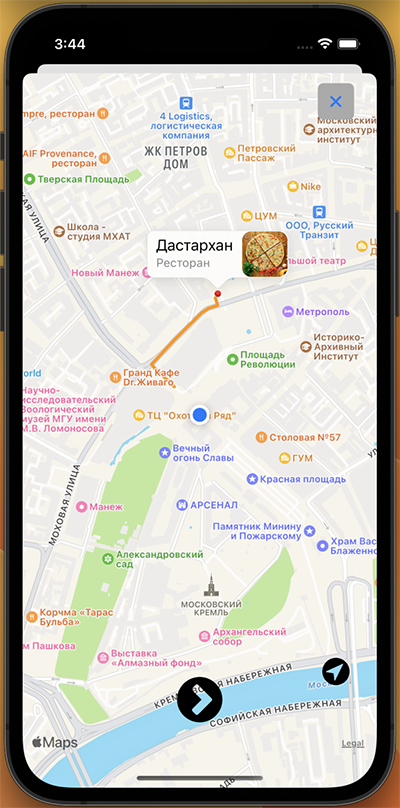 3:44
4 Logistics,
логистическая
компания
mpre, ресторан
Московский
архитектурн
институт
ЖК ПЕТРОВ
ДОМ
Петровский
Пассаж
AIF Provenance,
ресторан
Тверская Площадь
Nike
ЦУМ
ООО, Русский
Транзит
Школа -
студия МХАТ
Дастархан
Ресторан
льшой театр
Новый Манеж
Метрополь
Историко-
Архивный
Институт
Площадь
Революции
Гранд Кафе
Dr.Живаго
orld
Научно-
исследовательский
Зоологический
музей МГУ имени
М.В. Ломоносова
ТЦ "Охотный Ряд"
Столовая №57
Вечный
огонь Славы
ГУМ
Красная площадь
МОХОВАЯ УЛИЦА
Манеж
АРСЕНАЛ
Памятник Минину
и Пожарскому
Храм Вас
Блаженно
Александровский
сад
МОСКОВСКИЙ
КРЕМЛЬ
Корчма «Тарас
Бульба»
Архангельский
собор
м Пашкова
Выставка
«Алмазный фонд»
НАБЕРЕЖНАЯ
СОФИЙСКАЯ НАБЕРЕЖНАЯ
Maps
Legal